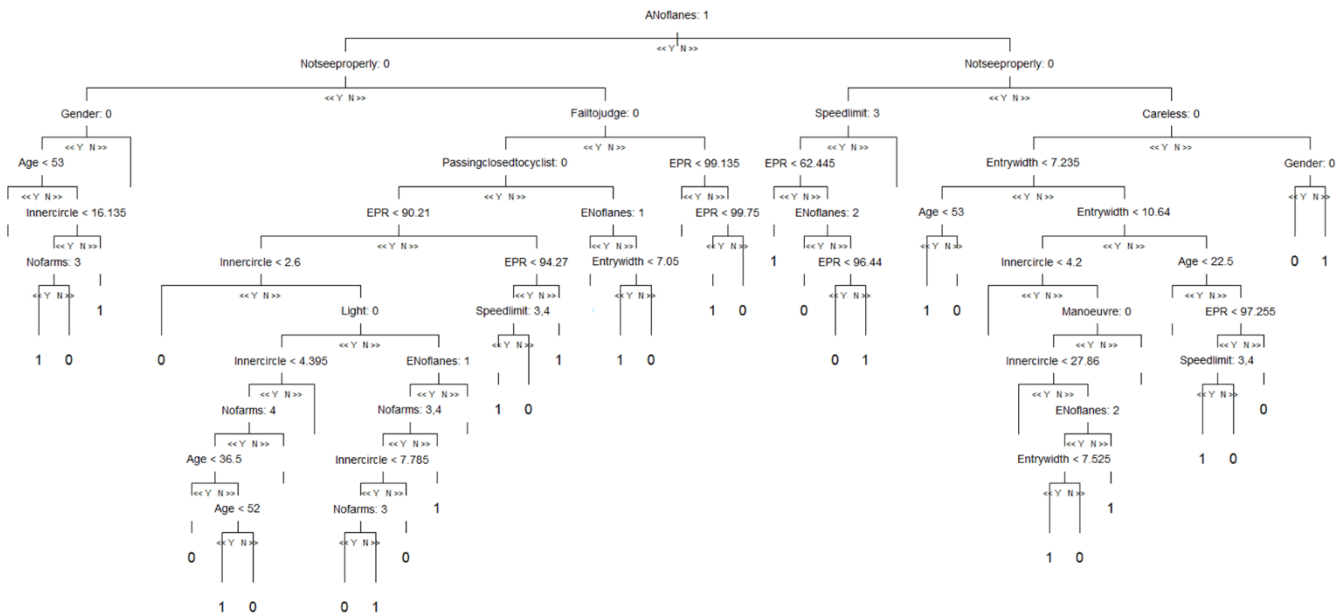 ANoflanes: 1
<< Y N >>
Notseeproperly: 0 Notseeproperly: 0
<< Y N >> << Y N >>
Gender: 0 Failtojudge: 0 Speedlimit: 3 Careless: 0
<< Y N >> << Y N >> << Y N >> << Y N >>
Age < 53 Passingclosedtocyclist: 0 EPR < 99.135 EPR < 62.445 Entrywidth < 7.235 Gender: 0
<< Y N >> << Y N >> << Y N >> << Y N >> << Y N >> << Y N >>
Innercircle < 16.135 EPR < 90.21 ENoflanes: 1 EPR < 99.75 ENoflanes: 2 Age < 53 Entrywidth < 10.64
<< Y N >> << Y N >> << Y N >> << Y N >> << Y N >> << Y N >> << Y N >>
Nofarms: 3 Innercircle < 2.6 EPR < 94.27 Entrywidth < 7.05 1 EPR < 96.44 Innercircle < 4.2 Age < 22.5 0 1
<< Y N >> << Y N >> << Y N >> << Y N >> << Y N >> << Y N >> << Y N >>
1 Light: 0 Speedlimit: 3,4 1 0 0 1 0 Manoeuvre: 0 EPR < 97.255
<< Y N >> << Y N >> << Y N >> << Y N >>
1 0 0 Innercircle < 4.395 ENoflanes: 1 1 1 0 0 1 Innercircle < 27.86 Speedlimit: 3,4
<< Y N >> << Y N >> << Y N >> << Y N >>
Nofarms: 4 Nofarms: 3,4 1 0 ENoflanes: 2 0
<< Y N >> << Y N >> << Y N >>
Age < 36.5 Innercircle < 7.785 Entrywidth < 7.525 1 0
<< Y N >> << Y N >> << Y N >>
Age < 52 Nofarms: 3 1 1
<< Y N >> << Y N >>
0 0 1 0
1 0 0 1